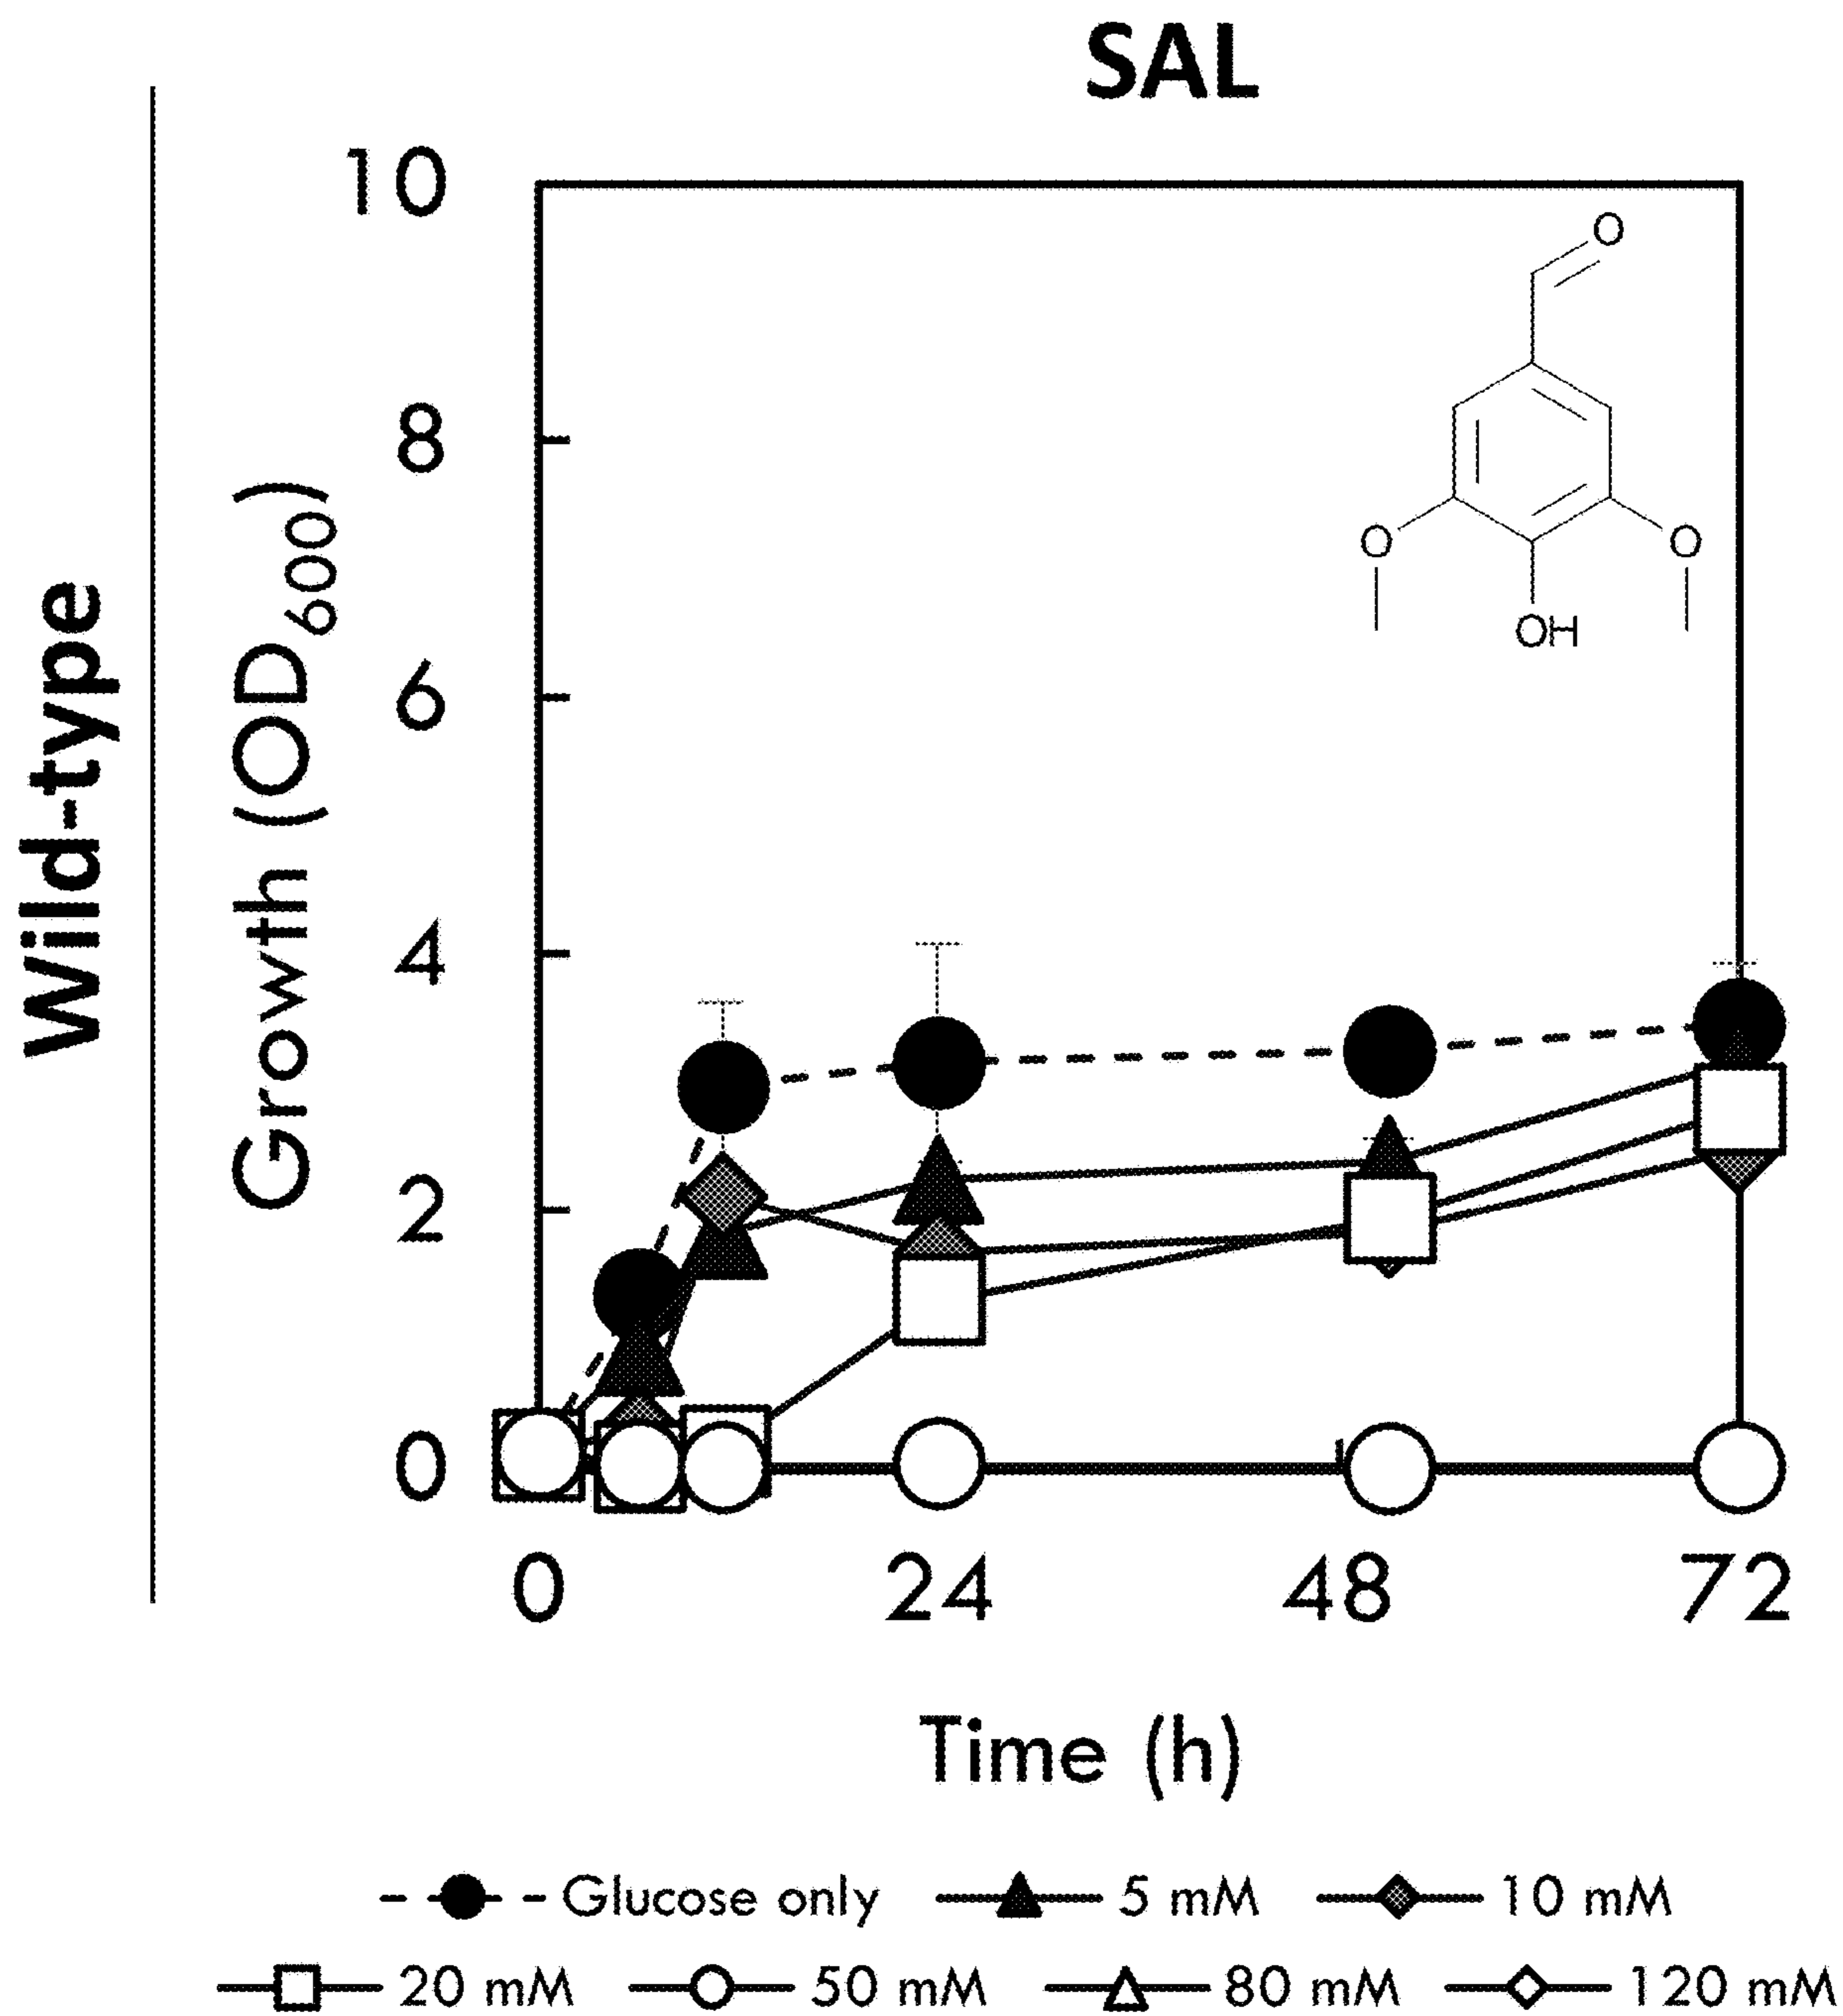 SAL
Wild-type
Growth (OD600)
10
8
6
4
2
0
O
O
O
OH
0 24 48 72
Time (h)
Glucose only 5 mM 10 mM
20 mM 50 mM 80 mM 120 mM